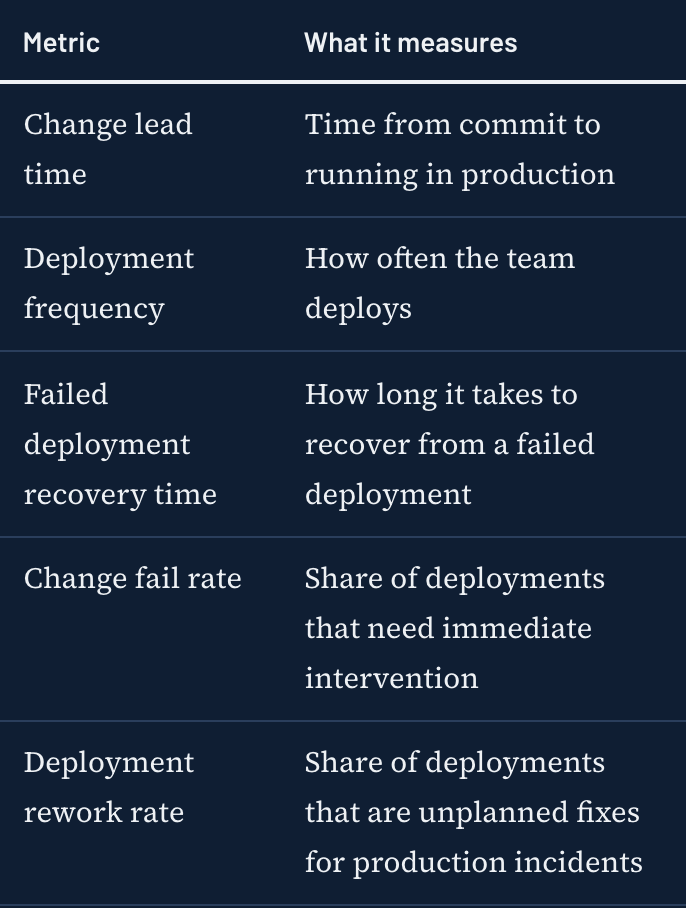 Metric What it measures
Change lead Time from commit to
time running in production
Deployment How often the team
frequency deploys
Failed How long it takes to
deployment recover from a failed
recovery time deployment
Change fail rate Share of deployments
that need immediate
intervention
Deployment Share of deployments
rework rate that are unplanned fixes
for production incidents